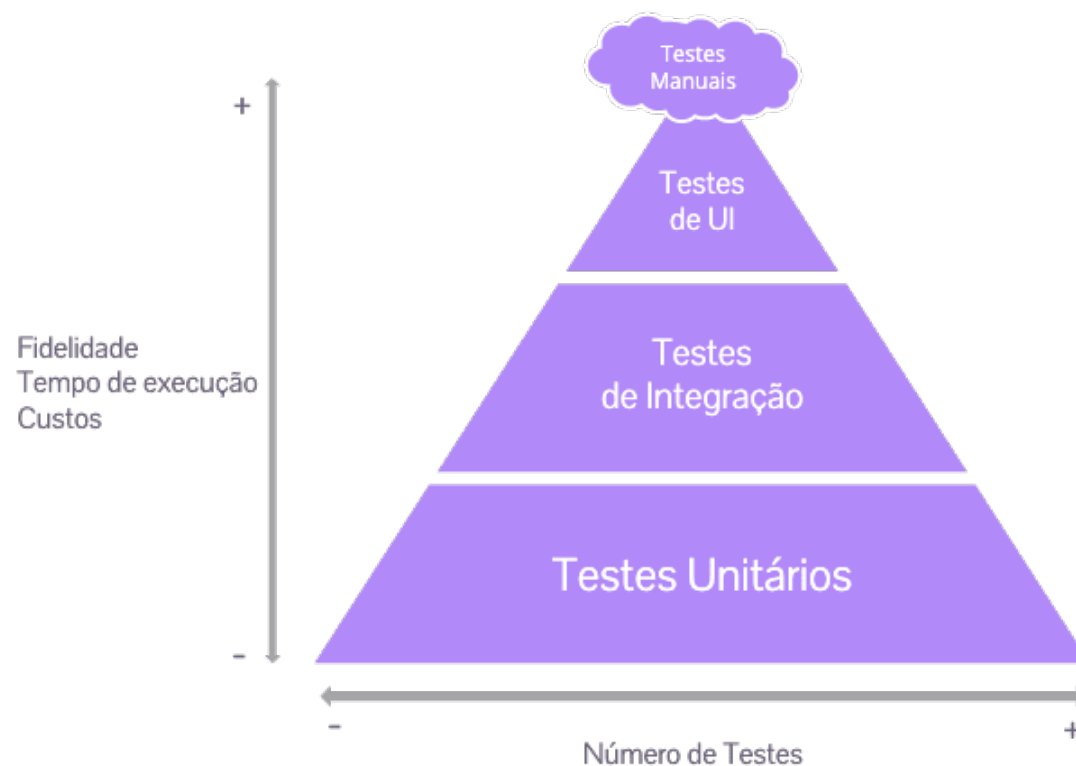 Testes
Manuais
+
Testes
de UI
Fidelidade
Tempo de execução
Custos
Testes
de Integração
Testes Unitários
-
-
+
Número de Testes